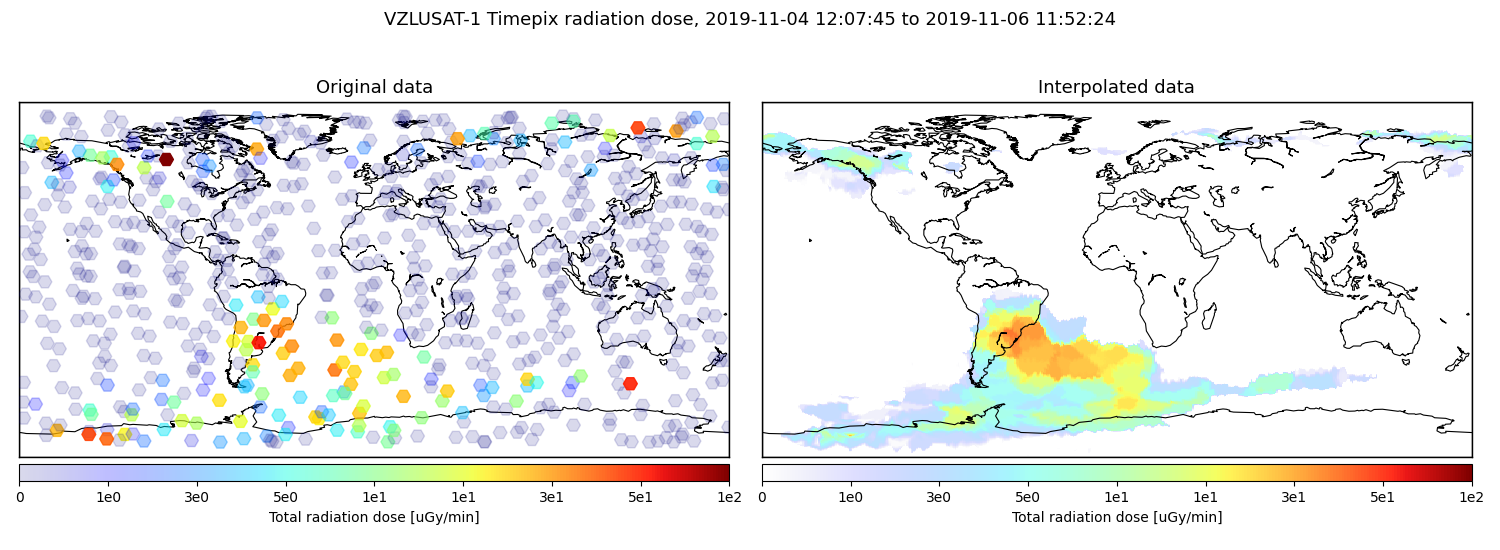 VZLUSAT-1 Timepix radiation dose, 2019-11-04 12:07:45 to 2019-11-06 11:52:24
Original data
Interpolated data
0 1e0 3e0 5e0 1e1 1e1 3e1 5e1 1e2
0 1e0 3e0 5e0 1e1 1e1 3e1 5e1 1e2
Total radiation dose [uGy/min]
Total radiation dose [uGy/min]